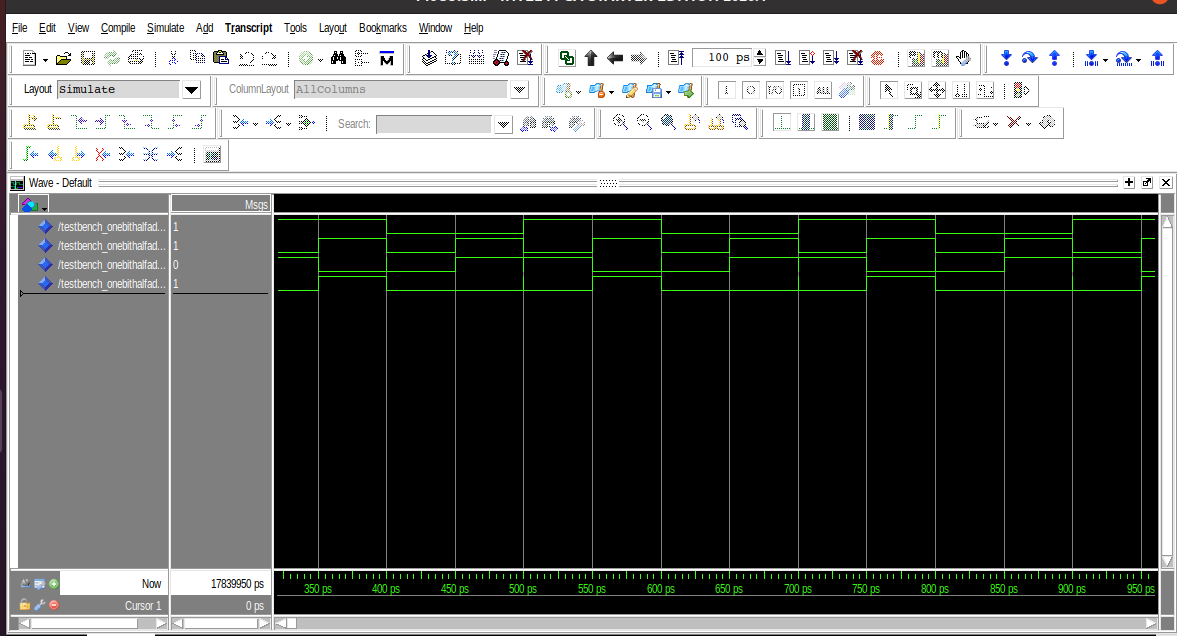 File Edit View Compile Simulate Add Transcript Tools Layout Bookmarks Window Help
100 ps
Layout Simulate ColumnLayout AllColumns
Search:
Wave - Default
Msgs
/testbench_onebithalfad... 1
/testbench_onebithalfad... 1
/testbench_onebithalfad... 0
/testbench_onebithalfad... 1
Now 17839950 ps
350 ps 400 ps 450 ps 500 ps 550 ps 600 ps 650 ps 700 ps 750 ps 800 ps 850 ps 900 ps 950 ps
Cursor 1 0 ps